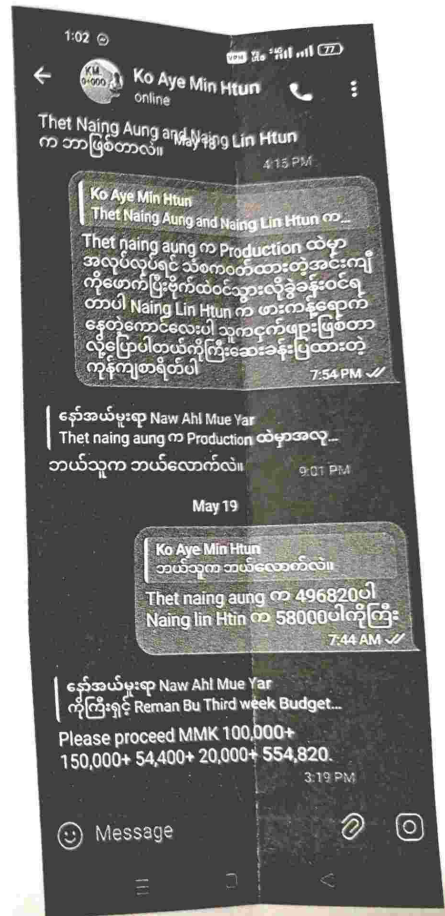 1:02
VPN
77
KM
Ko Aye Min Htun
online
Thet Naing Aung and Naing Lin Htun
က ဘာဖြစ်တာလဲ။
May 18
4:15 PM
Ko Aye Min Htun
Thet Naing Aung and Naing Lin Htun က...
Thet naing aung က Production ထဲမှာ
အလုပ်လုပ်ရင် သိစကဝတ်ထားတဲ့အင်းကျီ
ကိုဖောက်ပြီးဗိုက်ထဲဝင်သွားလို့ခွဲခန်းဝင်ရ
တာပါ Naing Lin Htun က ဖားကန့်ရောက်
နေတဲ့ကောင်လေးပါ သူကငှက်ဖျားဖြစ်တာ
လို့ပြောပါတယ်ကိုကြီးဆေးခန်းပြထားတဲ့
ကုန်ကျစာရိတ်ပါ
7:54 PM
နော်အယ်မူးရာ Naw Ahl Mue Yar
Thet naing aung က Production ထဲမှာအလု...
ဘယ်သူက ဘယ်လောက်လဲ။
9:01 PM
May 19
Ko Aye Min Htun
ဘယ်သူက ဘယ်လောက်လဲ။
Thet naing aung က 496820ပါ
Naing lin Htin က 58000ပါကိုကြီး
7:44 AM
နော်အယ်မူးရာ Naw Ahl Mue Yar
ကိုကြီးရှင့် Reman Bu Third week Budget...
Please proceed MMK 100,000+
150,000+ 54,400+ 20,000+ 554,820.
3:19 PM
Message